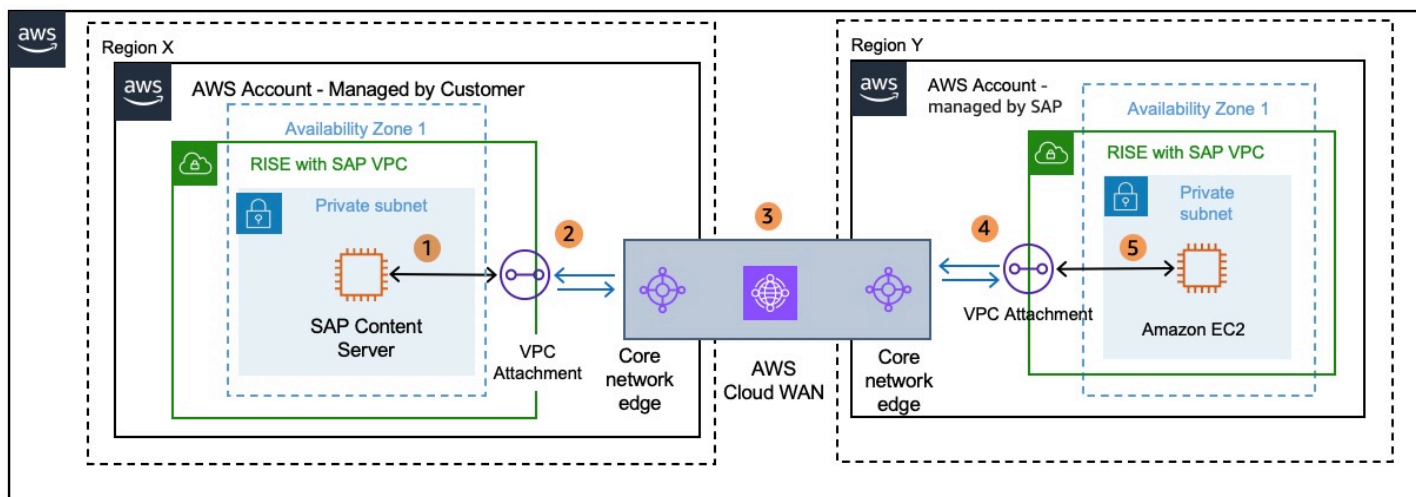 aws
Region X
aws
AWS Account - Managed by Customer
Availability Zone 1
RISE with SAP VPC
Private subnet
1
SAP Content
Server
2
VPC
Attachment
Core
network
edge
3
AWS
Cloud WAN
Region Y
aws
AWS Account -
managed by SAP
Availability Zone 1
RISE with SAP VPC
Private
subnet
4
VPC Attachment
5
Amazon EC2
Core
network
edge